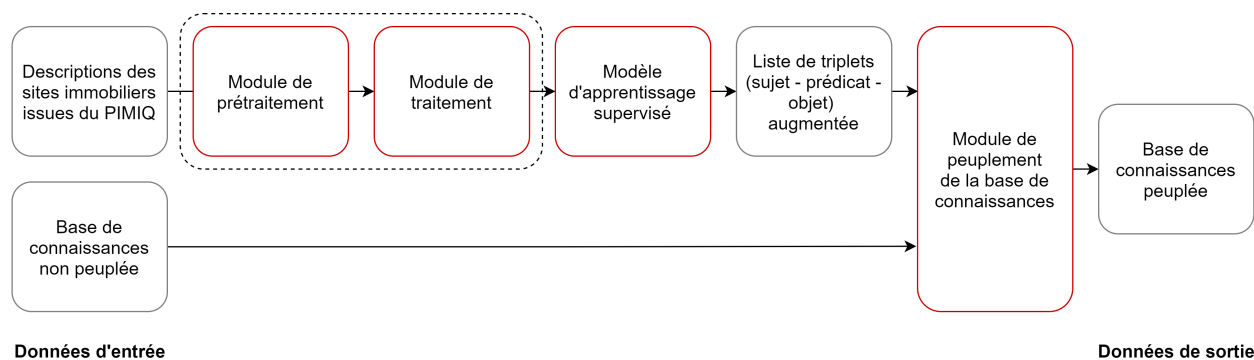 Descriptions des
sites immobiliers
issues du PIMIQ
Module de
prétraitement
Module de
traitement
Modèle
d'apprentissage
supervisé
Liste de triplets
(sujet - prédicat -
objet)
augmentée
Module de
peuplement
de la base de
connaissances
Base de
connaissances
peuplée
Base de
connaissances
non peuplée
Données d'entrée
Données de sortie